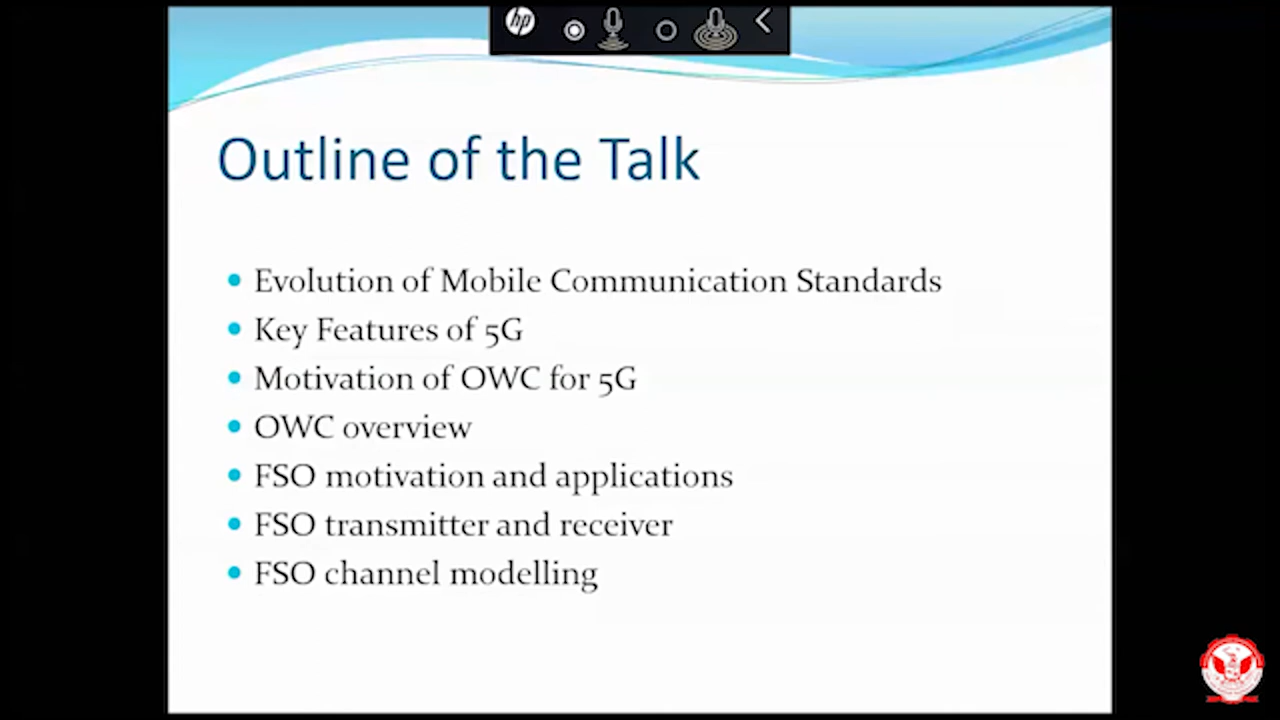 hp
Outline of the Talk
Evolution of Mobile Communication Standards
Key Features of 5G
Motivation of OWC for 5G
OWC overview
FSO motivation and applications
FSO transmitter and receiver
FSO channel modelling